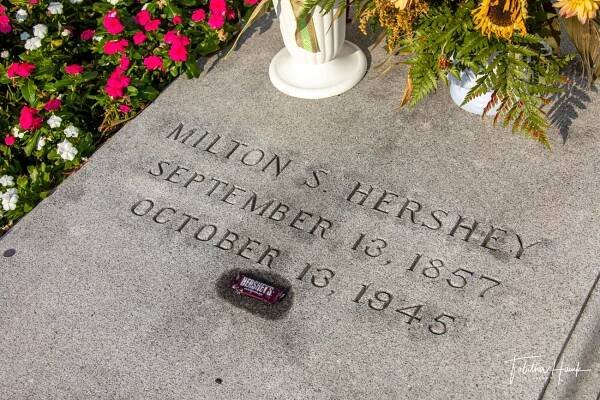 MILTON S. HERSHEY
SEPTEMBER 13, 1857
OCTOBER 13, 1945
HERSHEY'S